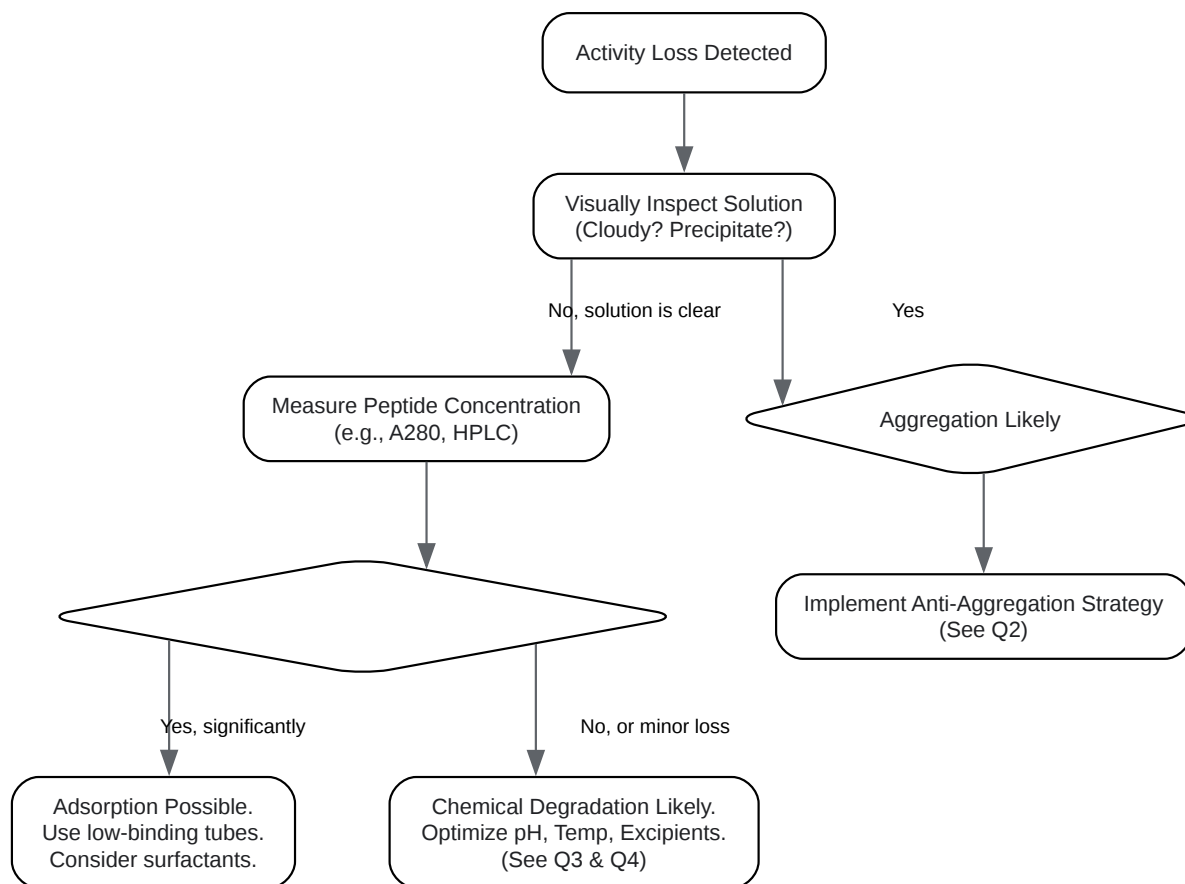 Activity Loss Detected
Visually Inspect Solution
(Cloudy? Precipitate?)
No, solution is clear
Yes
Measure Peptide Concentration
(e.g., A280, HPLC)
Aggregation Likely
Implement Anti-Aggregation Strategy
(See Q2)
Yes, significantly
No, or minor loss
Adsorption Possible.
Use low-binding tubes.
Consider surfactants.
Chemical Degradation Likely.
Optimize pH, Temp, Excipients.
(See Q3 & Q4)